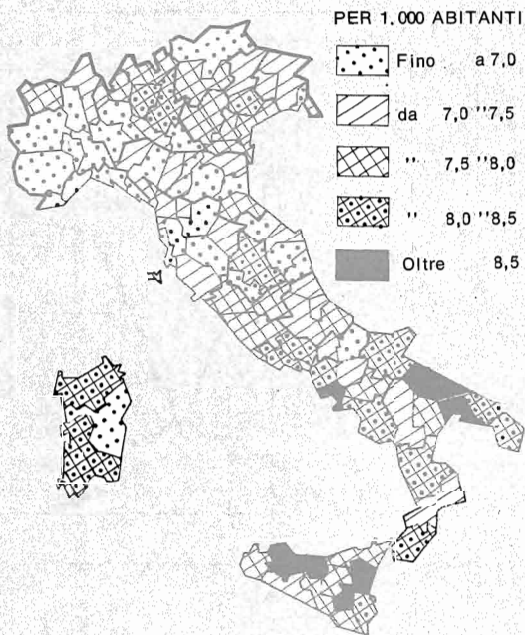 PER 1.000 ABITANTI
Fino a 7,0
da 7,0 ''7,5
'' 7,5 ''8,0
'' 8,0 ''8,5
Oltre 8,5